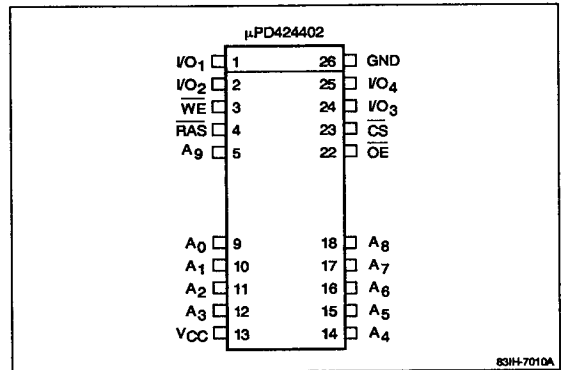 μPD424402
I/O1 1 26 GND
I/O2 2 25 I/O4
WE 3 24 I/O3
RAS 4 23 CS
A9 5 22 OE
A0 9 18 A8
A1 10 17 A7
A2 11 16 A6
A3 12 15 A5
VCC 13 14 A4
83IH-7010A